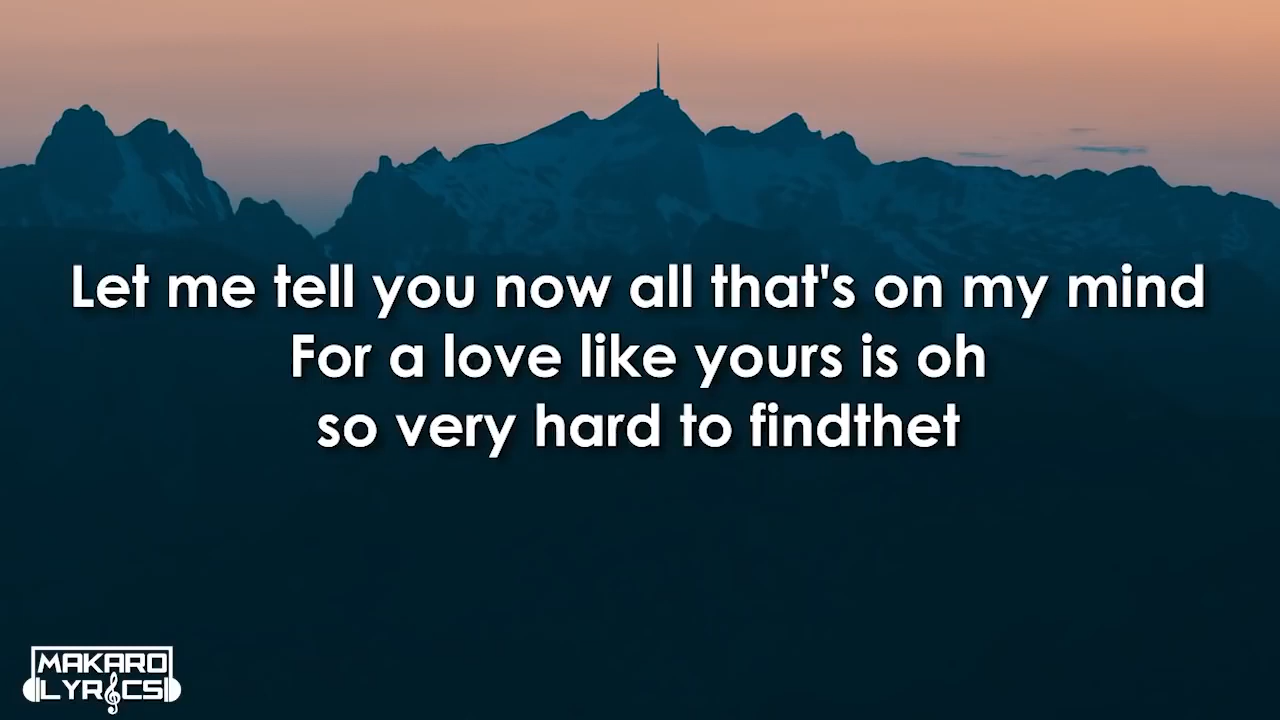 Let me tell you now all that's on my mind
For a love like yours is oh
so very hard to findthet
MAKARO
LYRICS